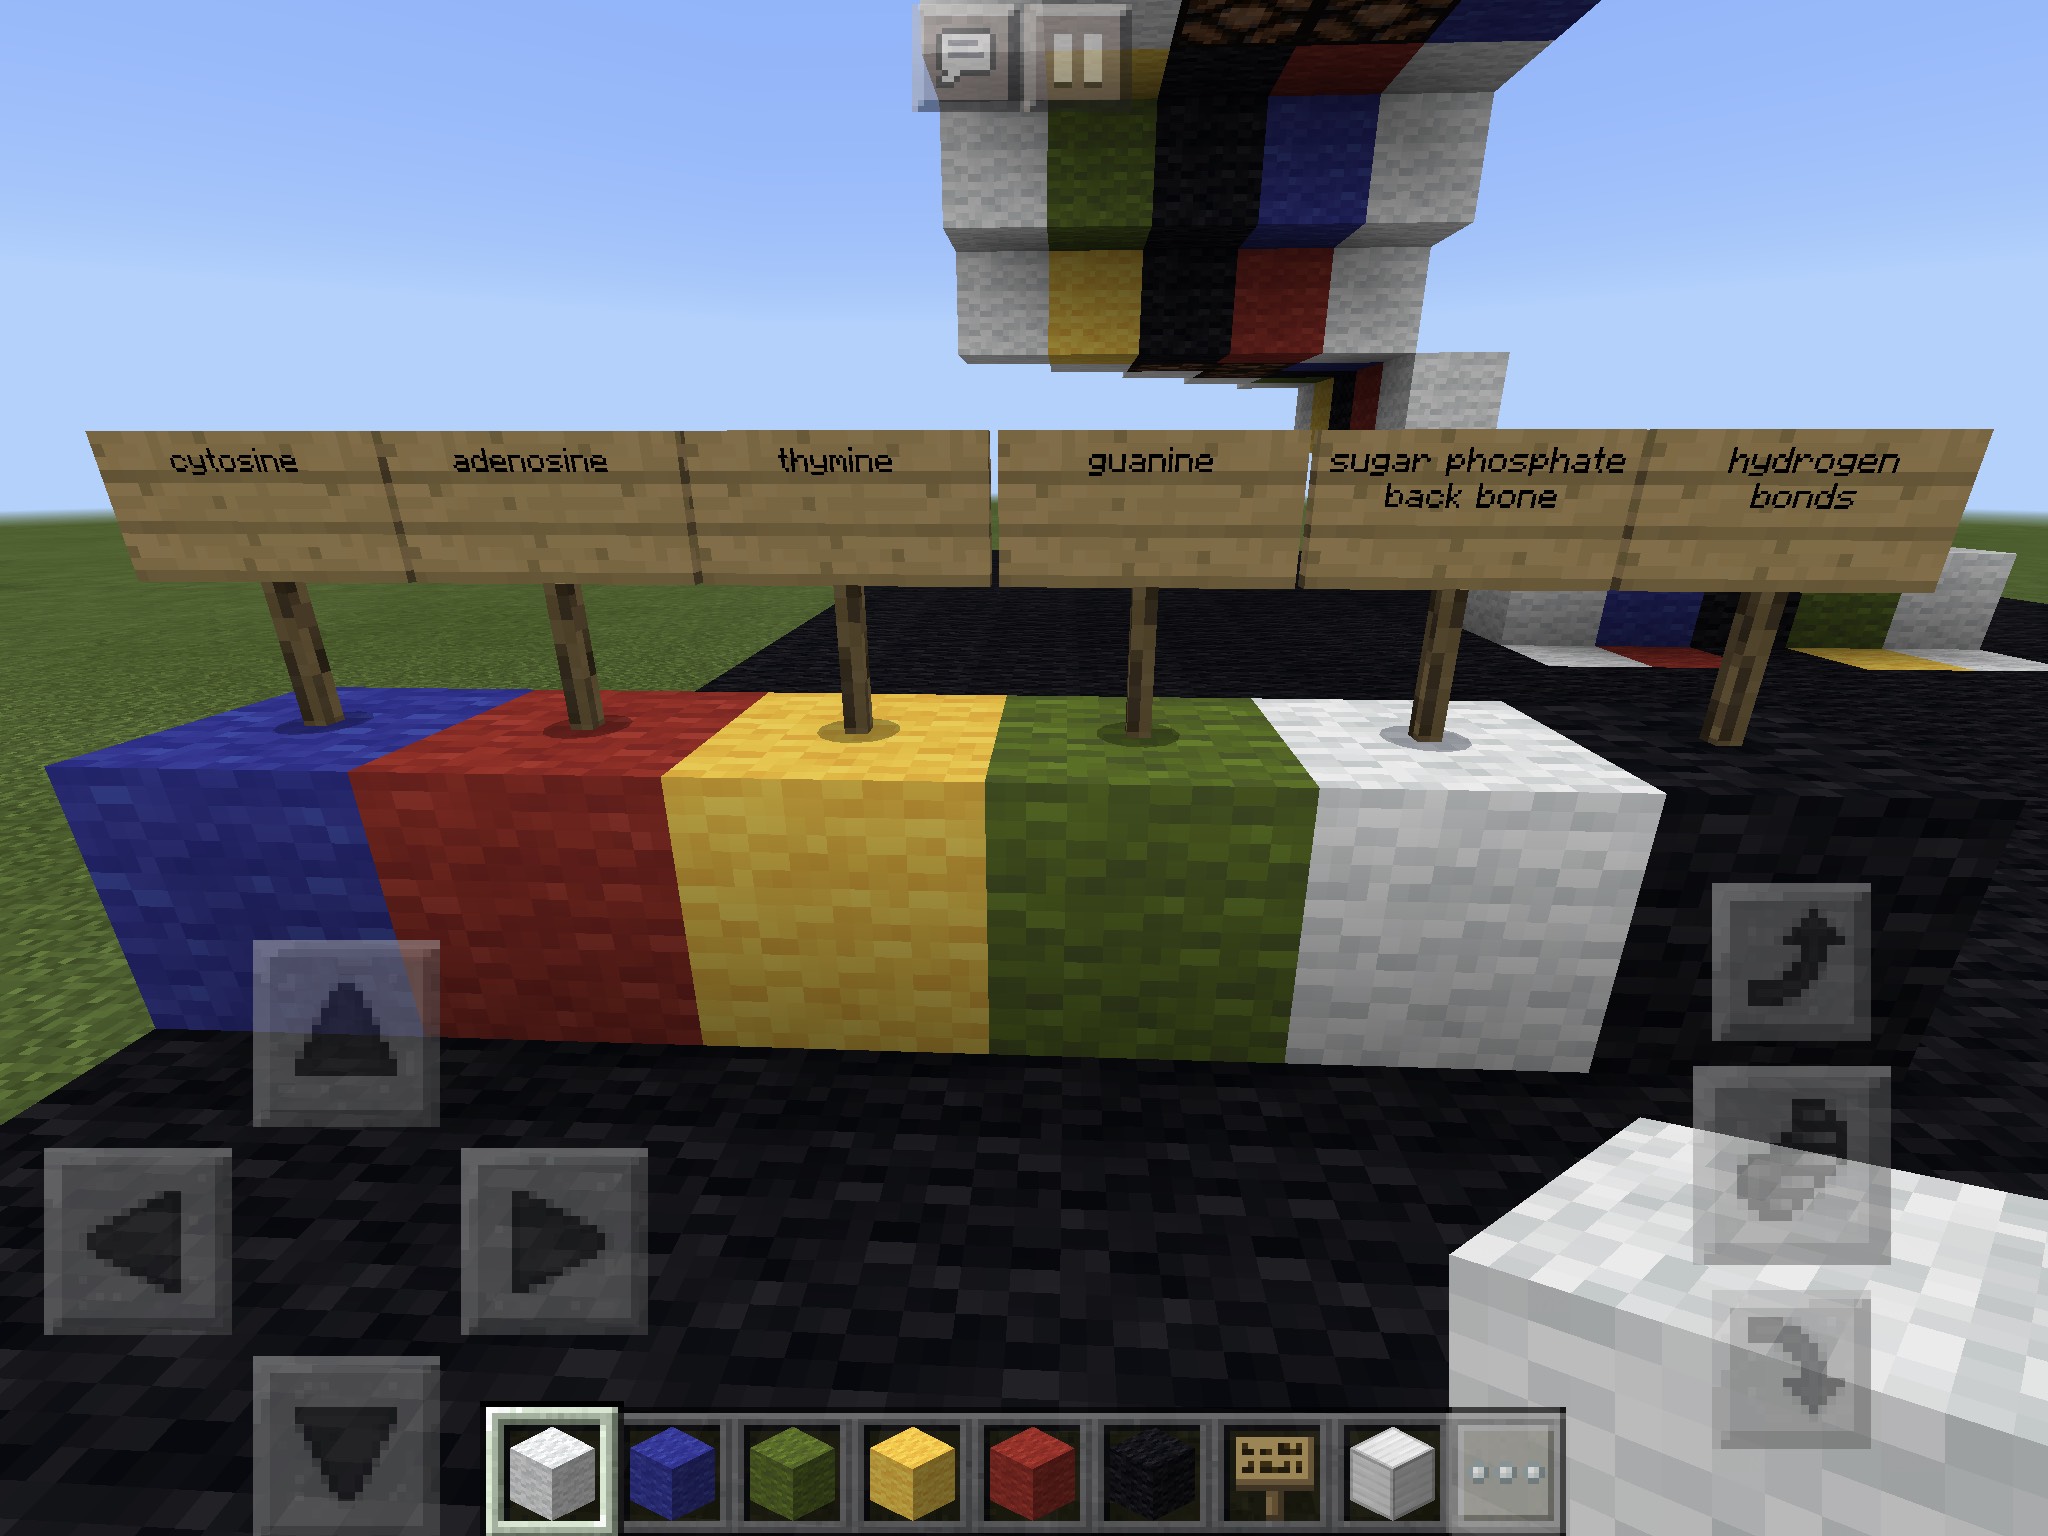 cytosine
adenosine
thymine
guanine
sugar phosphate
back bone
hydrogen
bonds